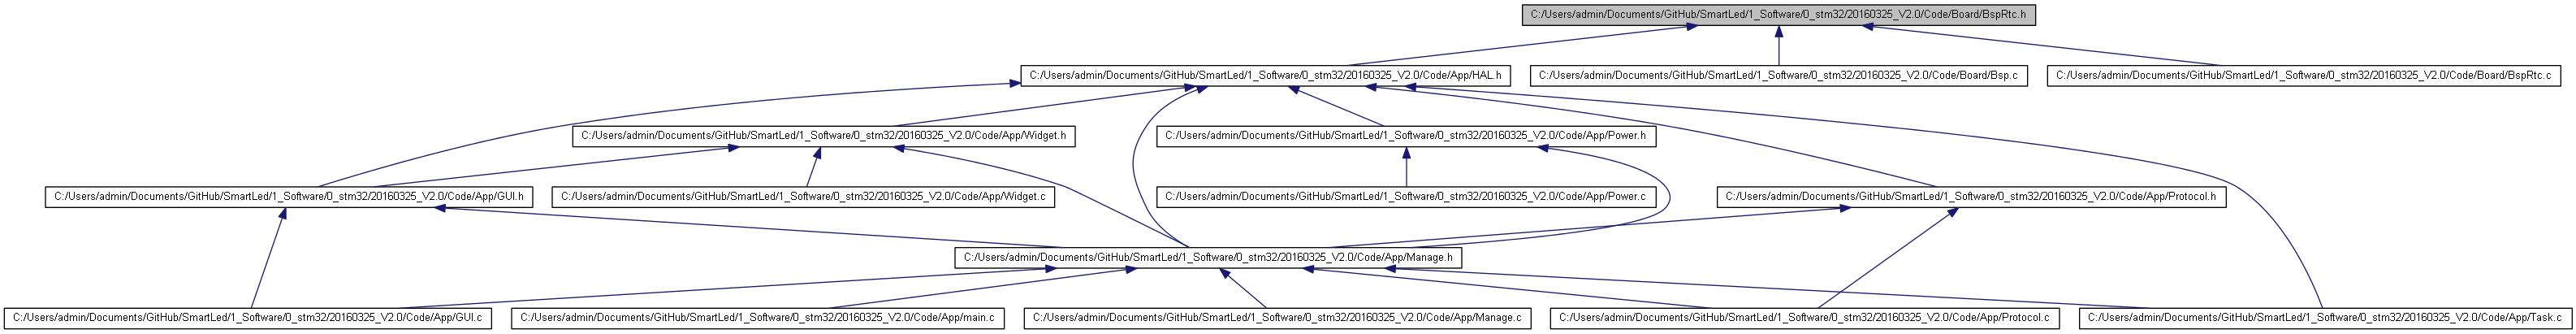 C:/Users/admin/Documents/GitHub/SmartLed/1_Software/0_stm32/20160325_V2.0/Code/Board/BspRtc.h
C:/Users/admin/Documents/GitHub/SmartLed/1_Software/0_stm32/20160325_V2.0/Code/App/HAL.h
C:/Users/admin/Documents/GitHub/SmartLed/1_Software/0_stm32/20160325_V2.0/Code/Board/Bsp.c
C:/Users/admin/Documents/GitHub/SmartLed/1_Software/0_stm32/20160325_V2.0/Code/Board/BspRtc.c
C:/Users/admin/Documents/GitHub/SmartLed/1_Software/0_stm32/20160325_V2.0/Code/App/Widget.h
C:/Users/admin/Documents/GitHub/SmartLed/1_Software/0_stm32/20160325_V2.0/Code/App/Power.h
C:/Users/admin/Documents/GitHub/SmartLed/1_Software/0_stm32/20160325_V2.0/Code/App/GUI.h
C:/Users/admin/Documents/GitHub/SmartLed/1_Software/0_stm32/20160325_V2.0/Code/App/Widget.c
C:/Users/admin/Documents/GitHub/SmartLed/1_Software/0_stm32/20160325_V2.0/Code/App/Power.c
C:/Users/admin/Documents/GitHub/SmartLed/1_Software/0_stm32/20160325_V2.0/Code/App/Protocol.h
C:/Users/admin/Documents/GitHub/SmartLed/1_Software/0_stm32/20160325_V2.0/Code/App/Manage.h
C:/Users/admin/Documents/GitHub/SmartLed/1_Software/0_stm32/20160325_V2.0/Code/App/GUI.c
C:/Users/admin/Documents/GitHub/SmartLed/1_Software/0_stm32/20160325_V2.0/Code/App/main.c
C:/Users/admin/Documents/GitHub/SmartLed/1_Software/0_stm32/20160325_V2.0/Code/App/Manage.c
C:/Users/admin/Documents/GitHub/SmartLed/1_Software/0_stm32/20160325_V2.0/Code/App/Protocol.c
C:/Users/admin/Documents/GitHub/SmartLed/1_Software/0_stm32/20160325_V2.0/Code/App/Task.c